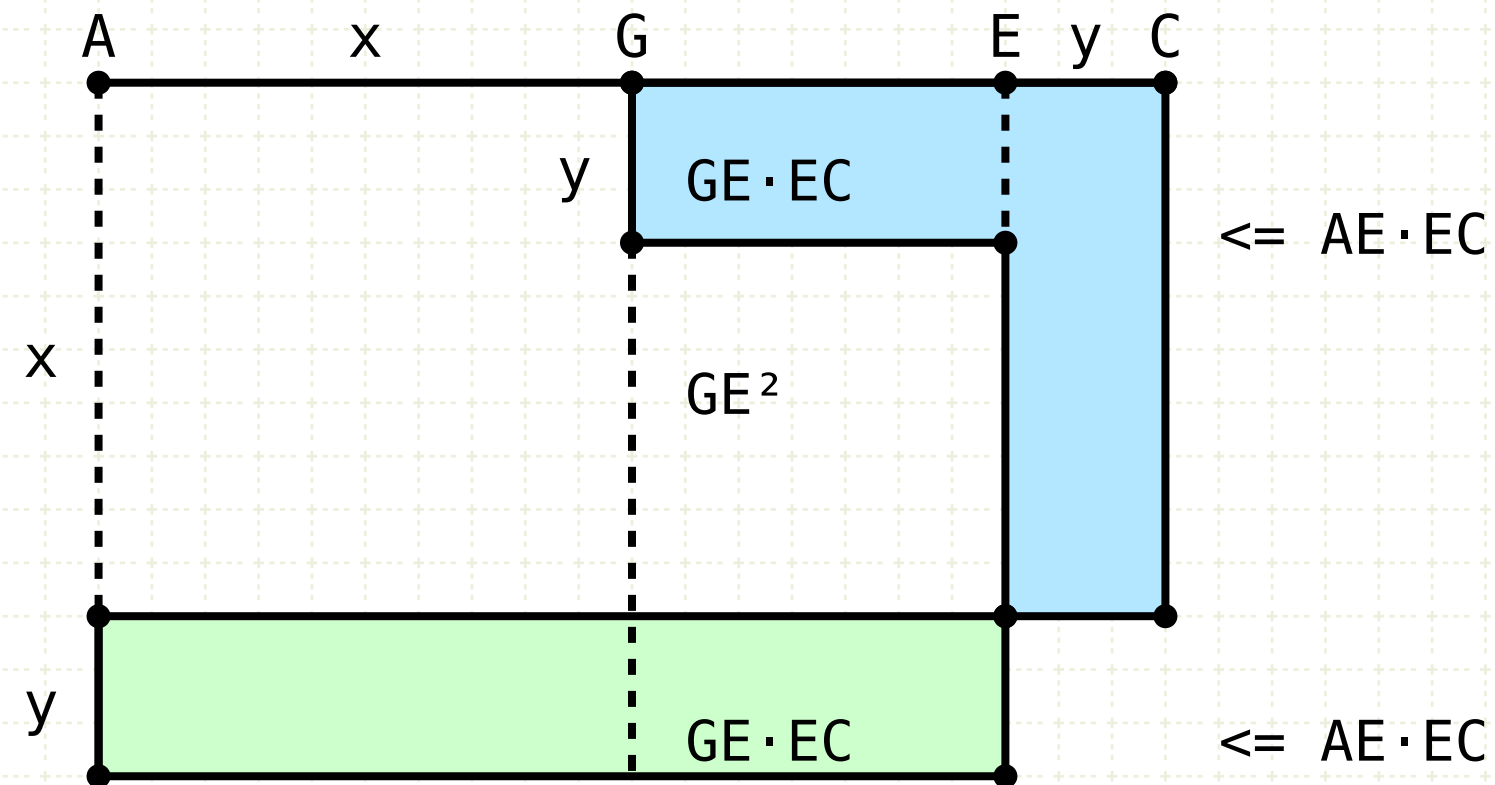 A x G E y C
y GE·EC
<= AE·EC
x GE²
y GE·EC <= AE·EC